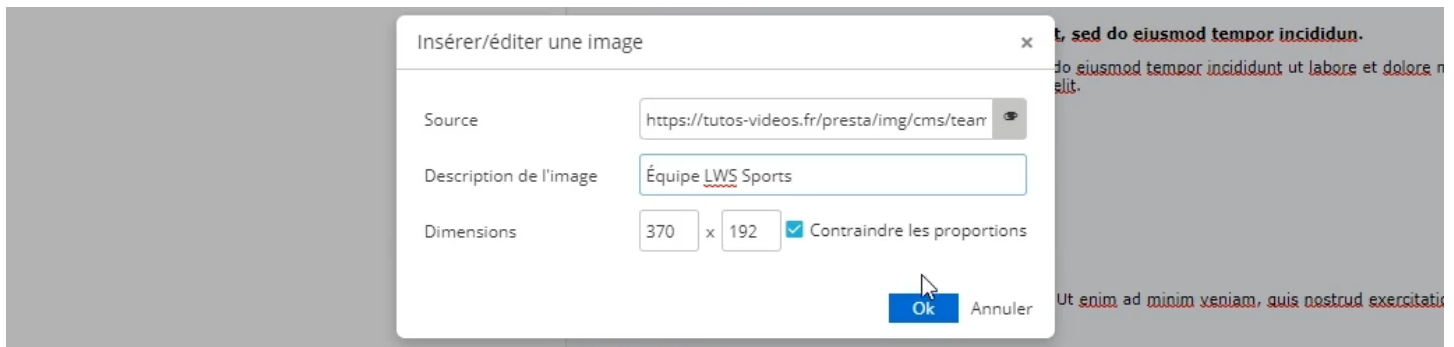 Insérer/éditer une image ×
t, sed do eiusmod tempor incididun.
do eiusmod tempor incididunt ut labore et dolore
elit.
Source https://tutos-videos.fr/presta/img/cms/team
Description de l'image Équipe LWS Sports
Dimensions 370 x 192 Contraindre les proportions
Ut enim ad minim veniam, quis nostrud exercitatio
Ok Annuler